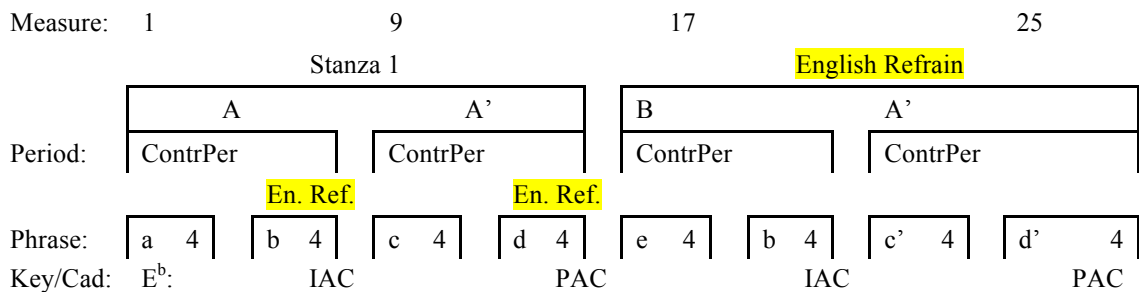 Measure: 1 9 17 25
Stanza 1 English Refrain
A A’ B A’
Period: ContrPer ContrPer ContrPer ContrPer
En. Ref. En. Ref.
Phrase: a 4 b 4 c 4 d 4 e 4 b 4 c’ 4 d’ 4
Key/Cad: Eb: IAC PAC IAC PAC